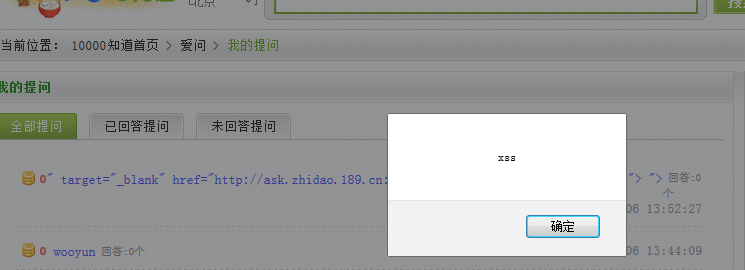 北京
搜
当前位置： 10000知道首页 > 爱问 > 我的提问
我的提问
全部提问 已回答提问 未回答提问
xss
0" target="_blank" href="http://ask.zhidao.189.cn: "> "> 回答:0个
06 13:52:27
确定
0 wooyun 回答:0个 06 13:44:09